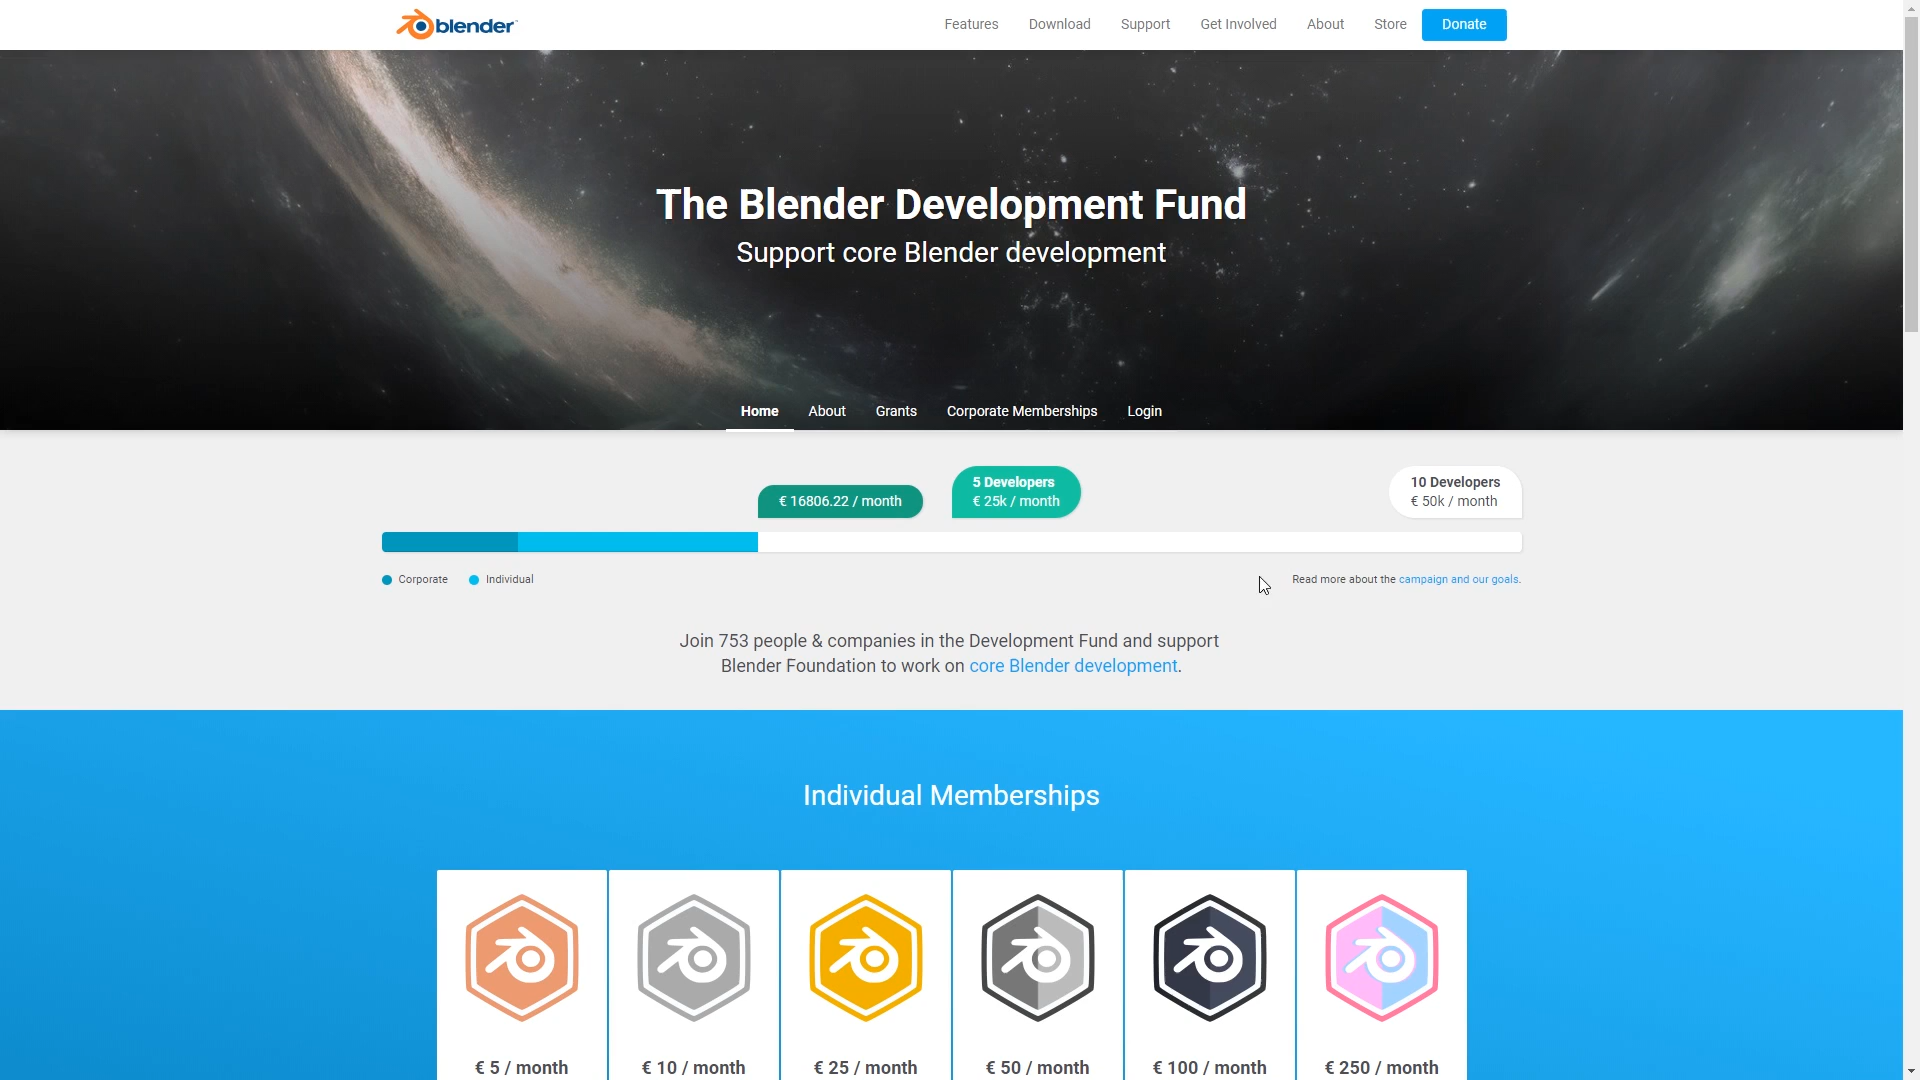 blender
Features
Download
Support
Get Involved
About
Store
Donate
The Blender Development Fund
Support core Blender development
Home
About
Grants
Corporate Memberships
Login
€ 16806.22 / month
5 Developers
€ 25k / month
10 Developers
€ 50k / month
Corporate
Individual
Read more about the campaign and our goals.
Join 753 people & companies in the Development Fund and support
Blender Foundation to work on core Blender development.
Individual Memberships
€ 5 / month
€ 10 / month
€ 25 / month
€ 50 / month
€ 100 / month
€ 250 / month